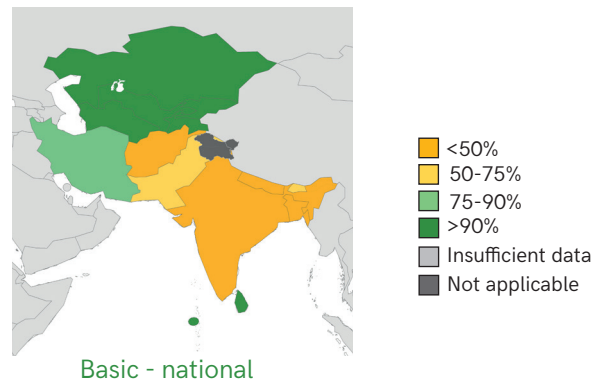 <50%
50-75%
75-90%
>90%
Insufficient data
Not applicable
Basic - national